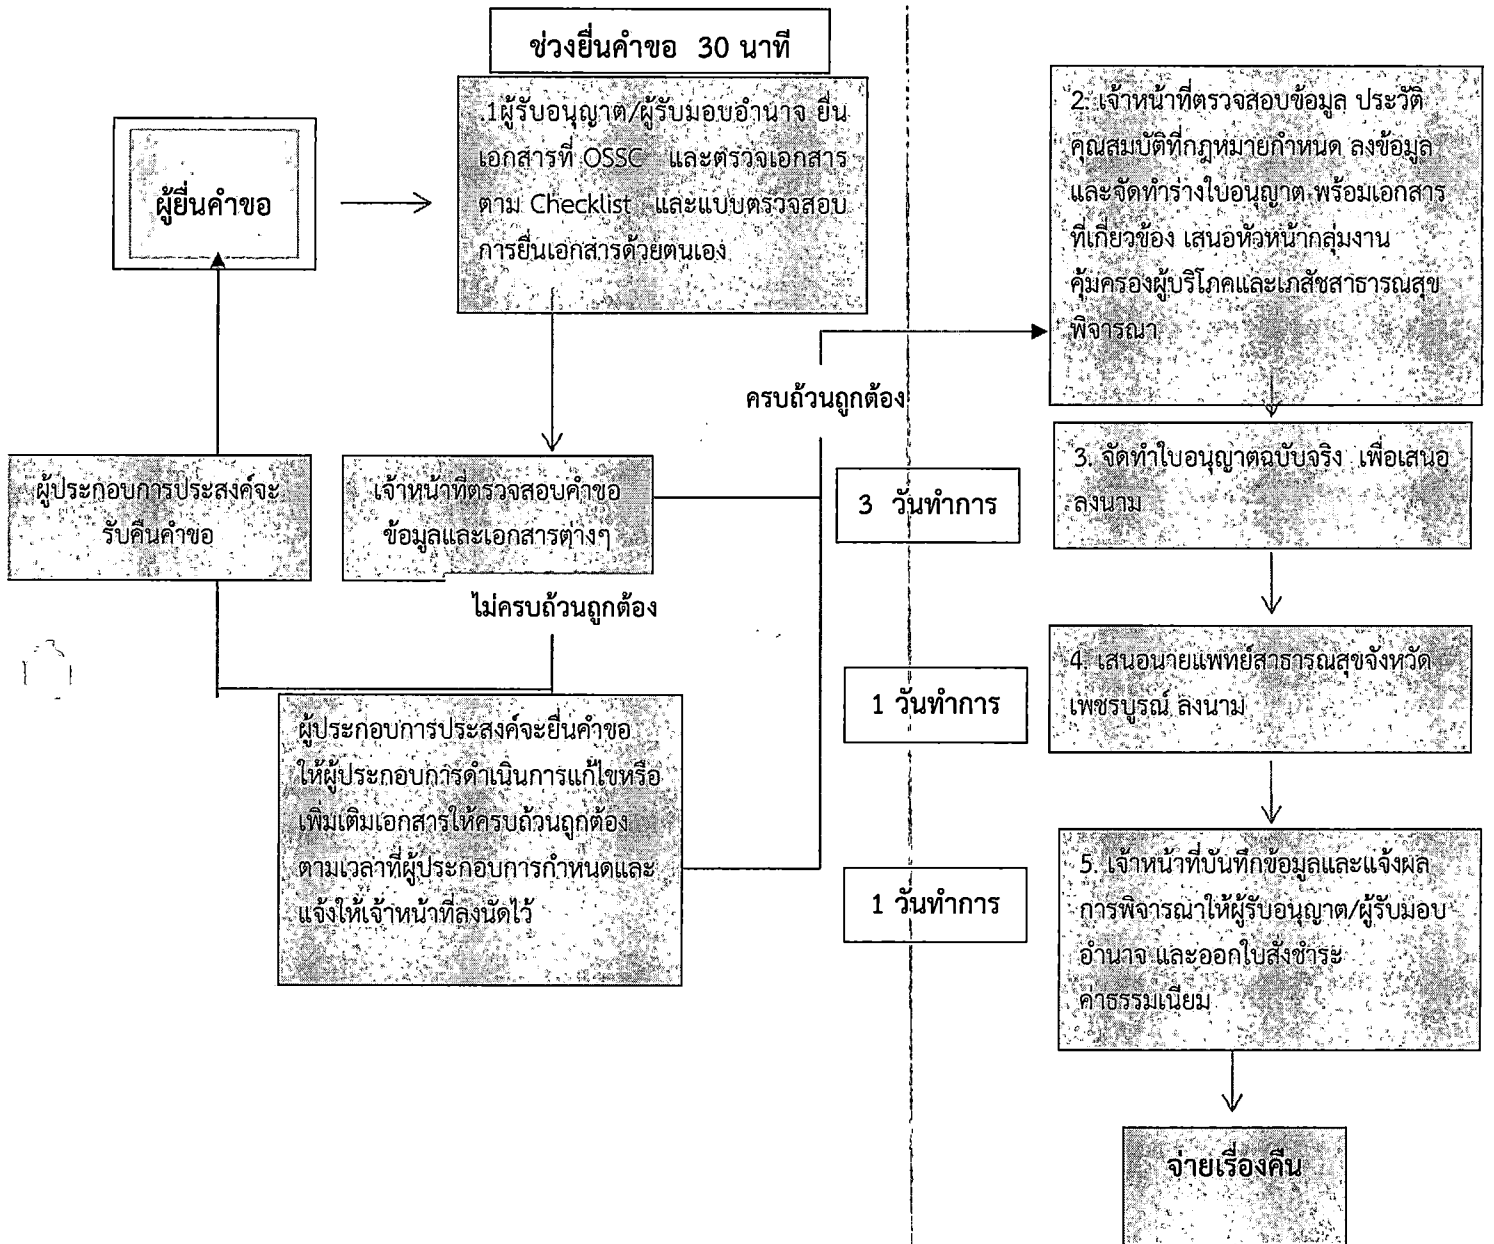 ช่วงยื่นคำขอ 30 นาที
ผู้ยื่นคำขอ
.1ผู้รับอนุญาต/ผู้รับมอบอำนาจ ยื่น
เอกสารที่ OSSC และตรวจเอกสาร
ตาม Checklist และแบบตรวจสอบ
การยื่นเอกสารด้วยตนเอง
ครบถ้วนถูกต้อง
ผู้ประกอบการประสงค์จะ
รับคืนคำขอ
เจ้าหน้าที่ตรวจสอบคำขอ
ข้อมูลและเอกสารต่างๆ
ไม่ครบถ้วนถูกต้อง
ผู้ประกอบการประสงค์จะยื่นคำขอ
ให้ผู้ประกอบการดำเนินการแก้ไขหรือ
เพิ่มเติมเอกสารให้ครบถ้วนถูกต้อง
ตามเวลาที่ผู้ประกอบการกำหนดและ
แจ้งให้เจ้าหน้าที่ลงนัดไว้
2. เจ้าหน้าที่ตรวจสอบข้อมูล ประวัติ
คุณสมบัติที่กฎหมายกำหนด ลงข้อมูล
และจัดทำร่างใบอนุญาต พร้อมเอกสาร
ที่เกี่ยวข้อง เสนอหัวหน้ากลุ่มงาน
คุ้มครองผู้บริโภคและเภสัชสาธารณสุข
พิจารณา
3 วันทำการ
3. จัดทำใบอนุญาตฉบับจริง เพื่อเสนอ
ลงนาม
1 วันทำการ
4. เสนอนายแพทย์สาธารณสุขจังหวัด
เพชรบูรณ์ ลงนาม
1 วันทำการ
5. เจ้าหน้าที่บันทึกข้อมูลและแจ้งผล
การพิจารณาให้ผู้รับอนุญาต/ผู้รับมอบ
อำนาจ และออกใบสั่งชำระ
ค่าธรรมเนียม
จ่ายเรื่องคืน